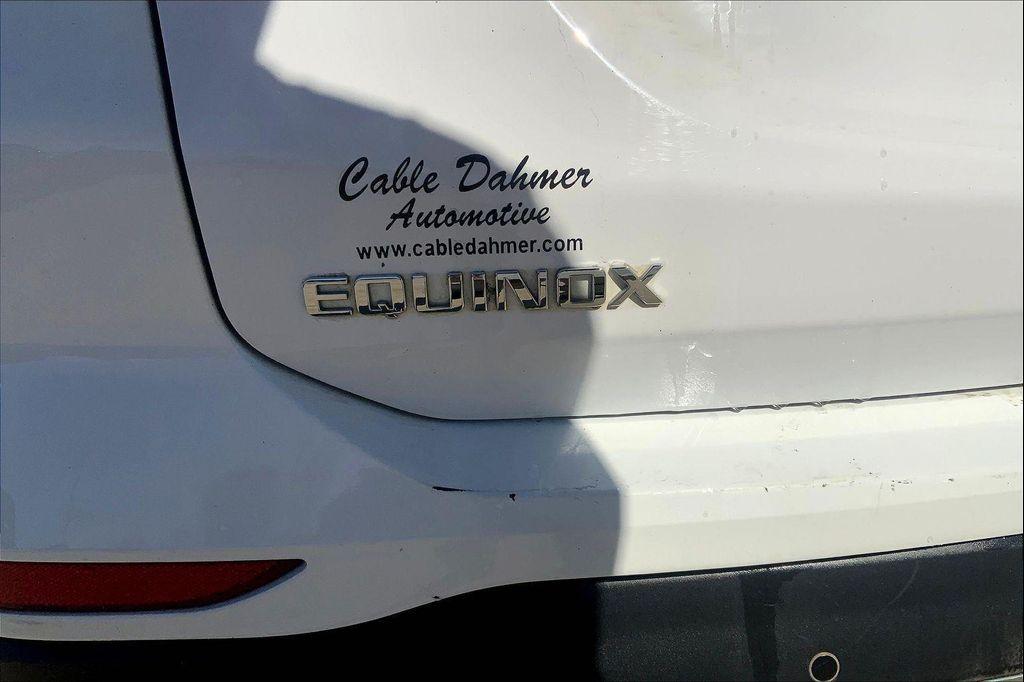 Cable Dahmer
Automotive
www.cabledahmer.com
EQUINOX